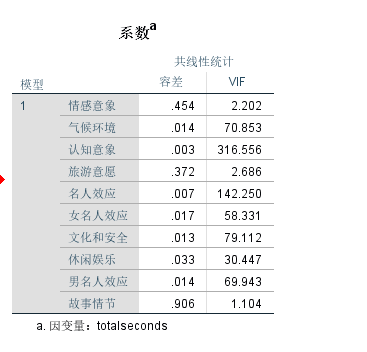 系数a
共线性统计
模型 容差 VIF
1 情感意象 .454 2.202
气候环境 .014 70.853
认知意象 .003 316.556
旅游意愿 .372 2.686
名人效应 .007 142.250
女名人效应 .017 58.331
文化和安全 .013 79.112
休闲娱乐 .033 30.447
男名人效应 .014 69.943
故事情节 .906 1.104
a. 因变量：totalseconds